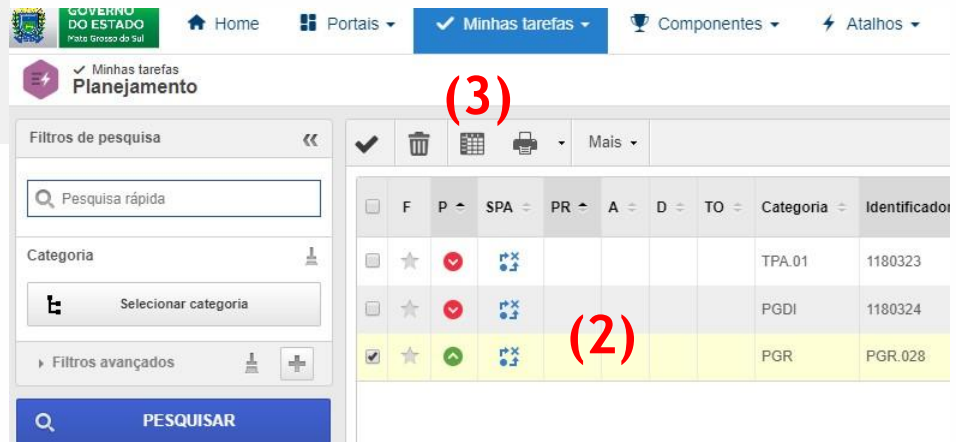 GOVERNO
DO ESTADO
Mato Grosso do Sul
Home
Portais
Minhas tarefas
Componentes
Atalhos
Minhas tarefas
Planejamento
(3)
Filtros de pesquisa
Mais
Pesquisa rápida
F P SPA PR A D TO Categoria Identificador
Categoria
TPA.01 1180323
Selecionar categoria
PGDI 1180324
(2)
Filtros avançados
PGR PGR.028
PESQUISAR